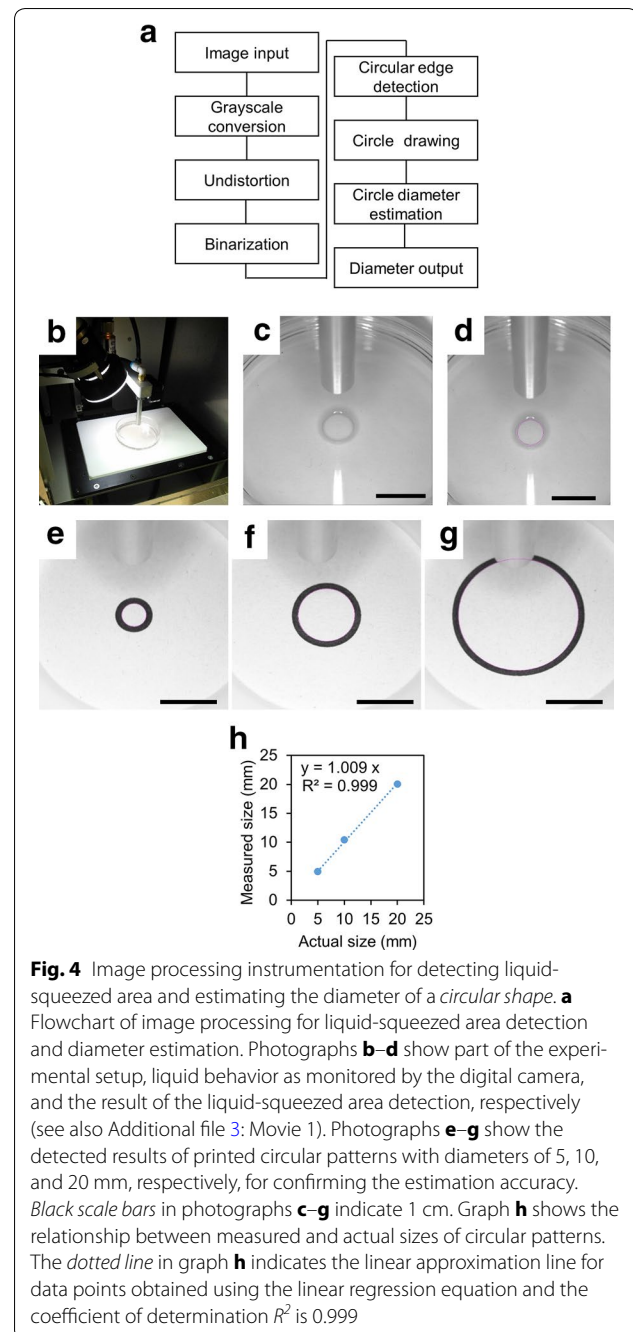 a
Image input
Grayscale
conversion
Undistortion
Binarization
Circular edge
detection
Circle drawing
Circle diameter
estimation
Diameter output
b
c
d
e
f
g
h
y = 1.009 x
R² = 0.999
Measured size (mm)
25
20
15
10
5
0
0 5 10 15 20 25
Actual size (mm)
Fig. 4 Image processing instrumentation for detecting liquid-
squeezed area and estimating the diameter of a circular shape. a
Flowchart of image processing for liquid-squeezed area detection
and diameter estimation. Photographs b–d show part of the experi-
mental setup, liquid behavior as monitored by the digital camera,
and the result of the liquid-squeezed area detection, respectively
(see also Additional file 3: Movie 1). Photographs e–g show the
detected results of printed circular patterns with diameters of 5, 10,
and 20 mm, respectively, for confirming the estimation accuracy.
Black scale bars in photographs c–g indicate 1 cm. Graph h shows the
relationship between measured and actual sizes of circular patterns.
The dotted line in graph h indicates the linear approximation line for
data points obtained using the linear regression equation and the
coefficient of determination R² is 0.999